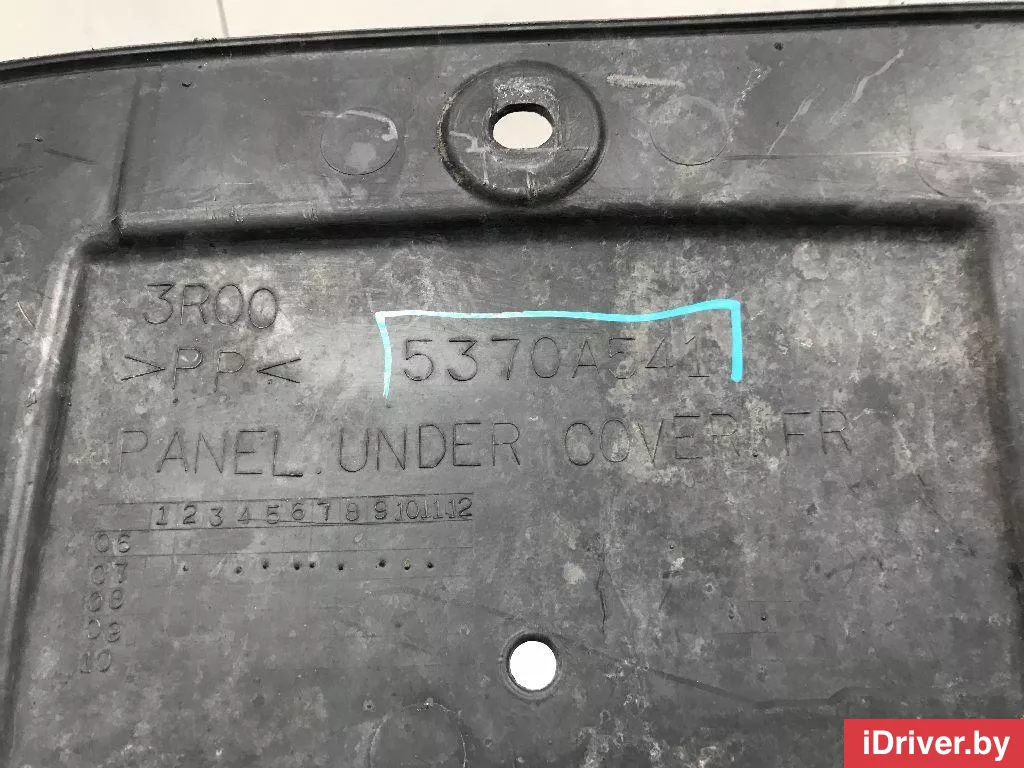 3R00
>PP< 5370A541
PANEL.UNDER COVER.FR
1 2 3 4 5 6 7 8 9 10 11 12
06
07
08
09
10
iDriver.by